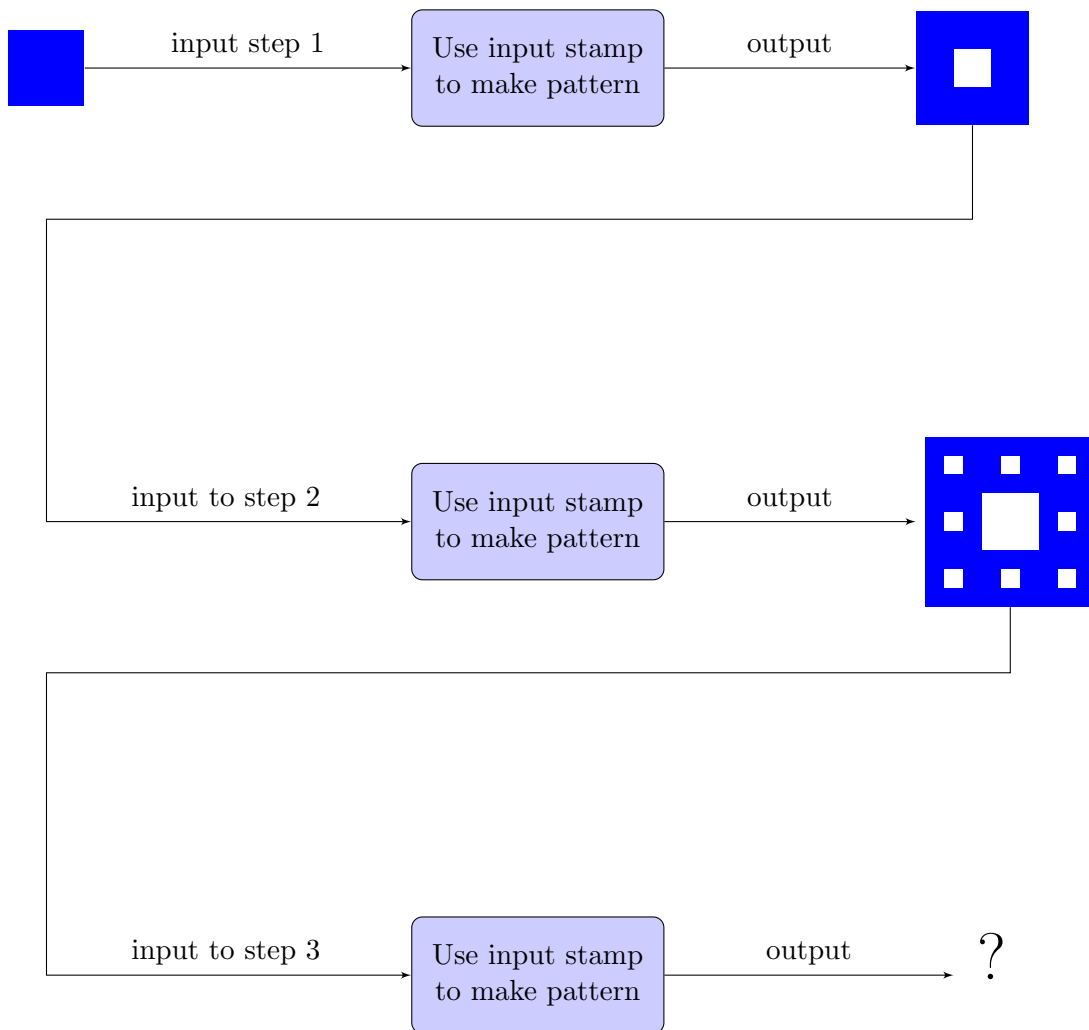 input step 1
Use input stamp
to make pattern
output
input to step 2
Use input stamp
to make pattern
output
input to step 3
Use input stamp
to make pattern
output
?